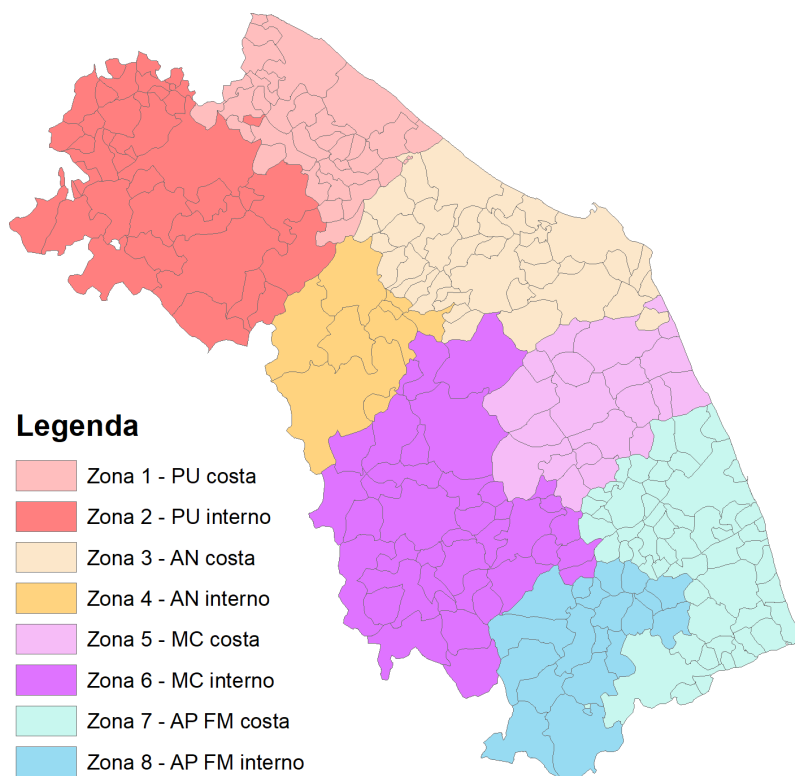 Legenda
Zona 1 - PU costa
Zona 2 - PU interno
Zona 3 - AN costa
Zona 4 - AN interno
Zona 5 - MC costa
Zona 6 - MC interno
Zona 7 - AP FM costa
Zona 8 - AP FM interno